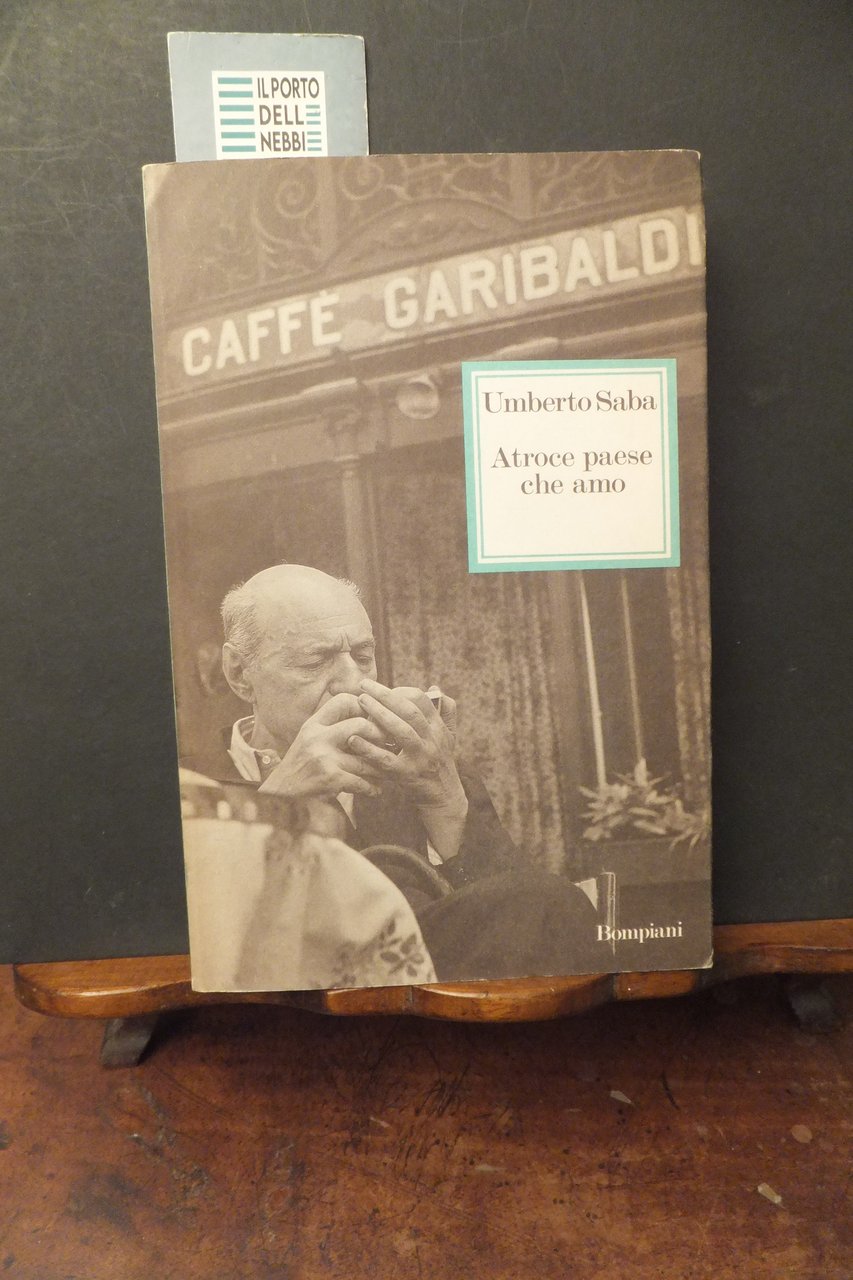 IL PORTO
DELL
NEBBI
CAFFÈ GARIBALDI
Umberto Saba
Atroce paese
che amo
Bompiani